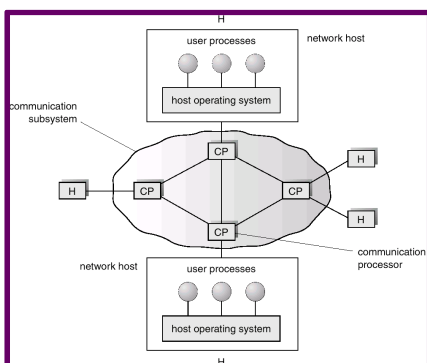 H
user processes
network host
host operating system
communication
subsystem
CP
H
CP
CP
H
H
CP
communication
processor
network host
user processes
host operating system
H